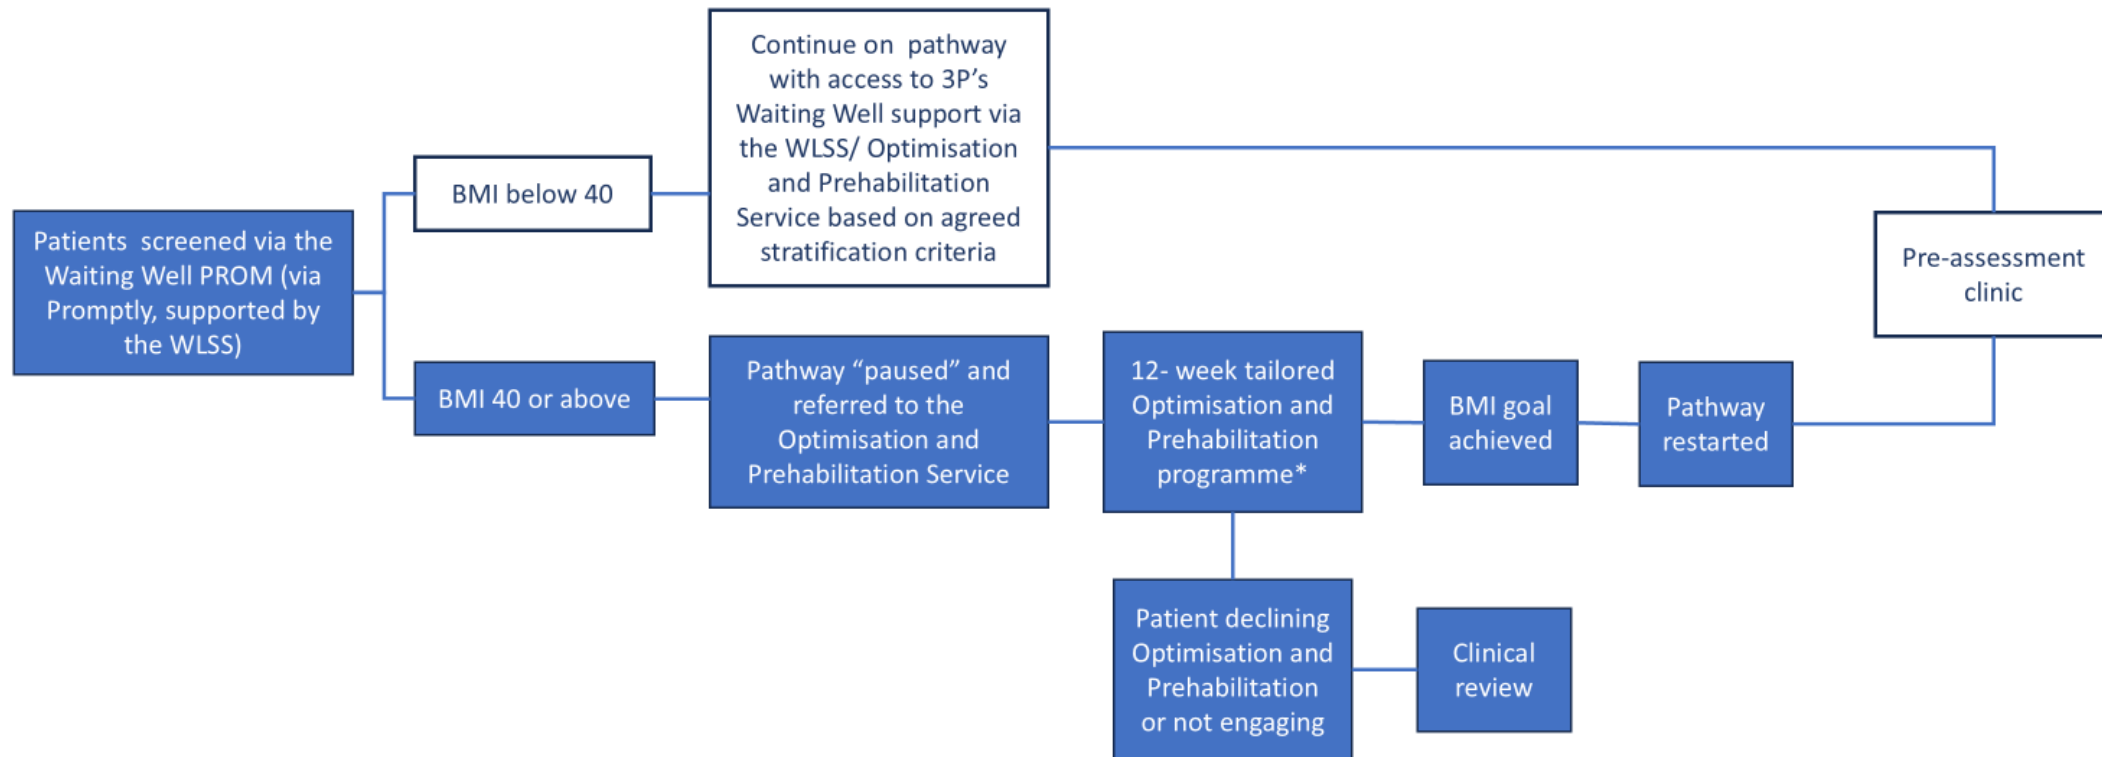 Continue on pathway
with access to 3P’s
Waiting Well support via
the WLSS/ Optimisation
and Prehabilitation
Service based on agreed
stratification criteria
BMI below 40
Patients screened via the
Waiting Well PROM (via
Promptly, supported by
the WLSS)
Pre-assessment
clinic
BMI 40 or above
Pathway “paused” and
referred to the
Optimisation and
Prehabilitation Service
12- week tailored
Optimisation and
Prehabilitation
programme*
BMI goal
achieved
Pathway
restarted
Patient declining
Optimisation and
Prehabilitation
or not engaging
Clinical
review